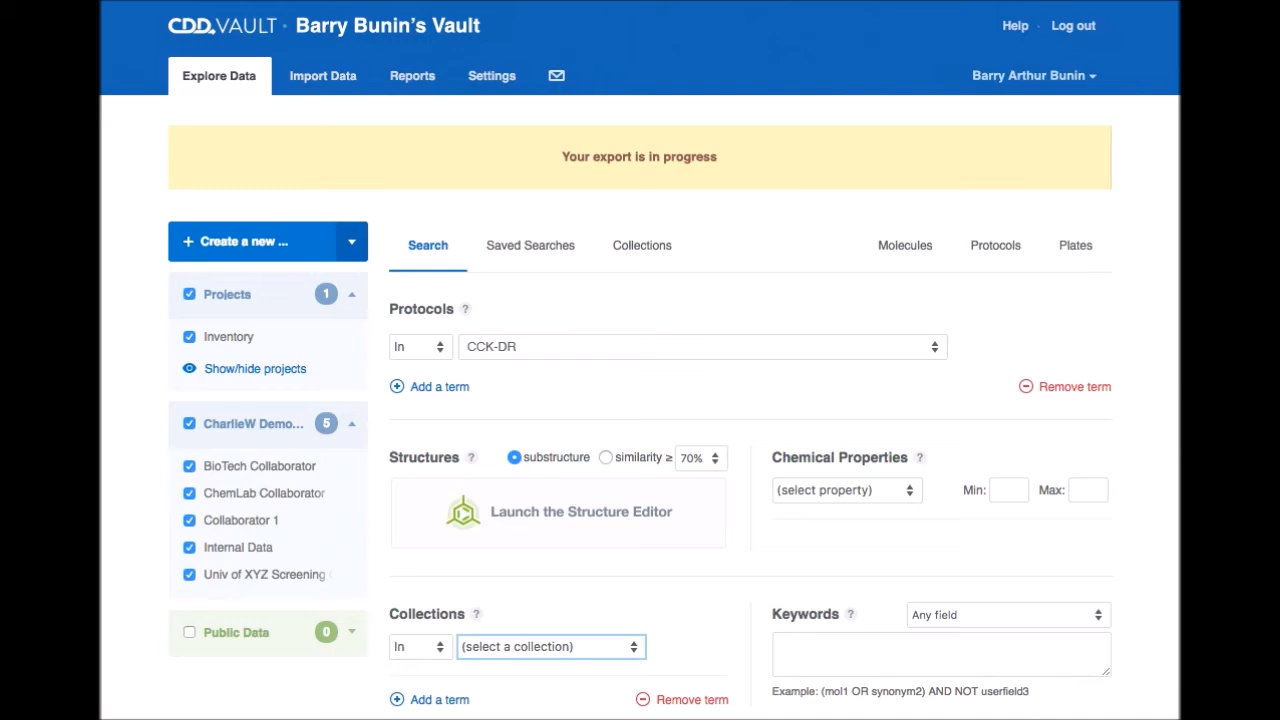 CDD.VAULT · Barry Bunin's Vault
Help · Log out
Explore Data Import Data Reports Settings
Barry Arthur Bunin
Your export is in progress
+ Create a new ...
Search Saved Searches Collections Molecules Protocols Plates
Projects 1
Inventory
Show/hide projects
CharlieW Demo... 5
BioTech Collaborator
ChemLab Collaborator
Collaborator 1
Internal Data
Univ of XYZ Screening
Public Data 0
Protocols ?
In CCK-DR
Add a term Remove term
Structures ? substructure similarity ≥ 70%
Launch the Structure Editor
Chemical Properties ?
(select property) Min: Max:
Collections ?
In (select a collection)
Add a term Remove term
Keywords ? Any field
Example: (mol1 OR synonym2) AND NOT userfield3